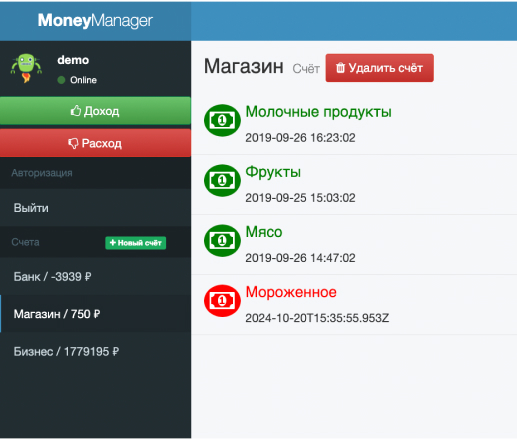 MoneyManager
demo
Online
Доход
Расход
Авторизация
Выйти
Счета
Новый счёт
Банк / -3939 ₽
Магазин / 750 ₽
Бизнес / 1779195 ₽
Магазин Счёт Удалить счёт
Молочные продукты
2019-09-26 16:23:02
Фрукты
2019-09-25 15:03:02
Мясо
2019-09-26 14:47:02
Мороженное
2024-10-20T15:35:55.953Z